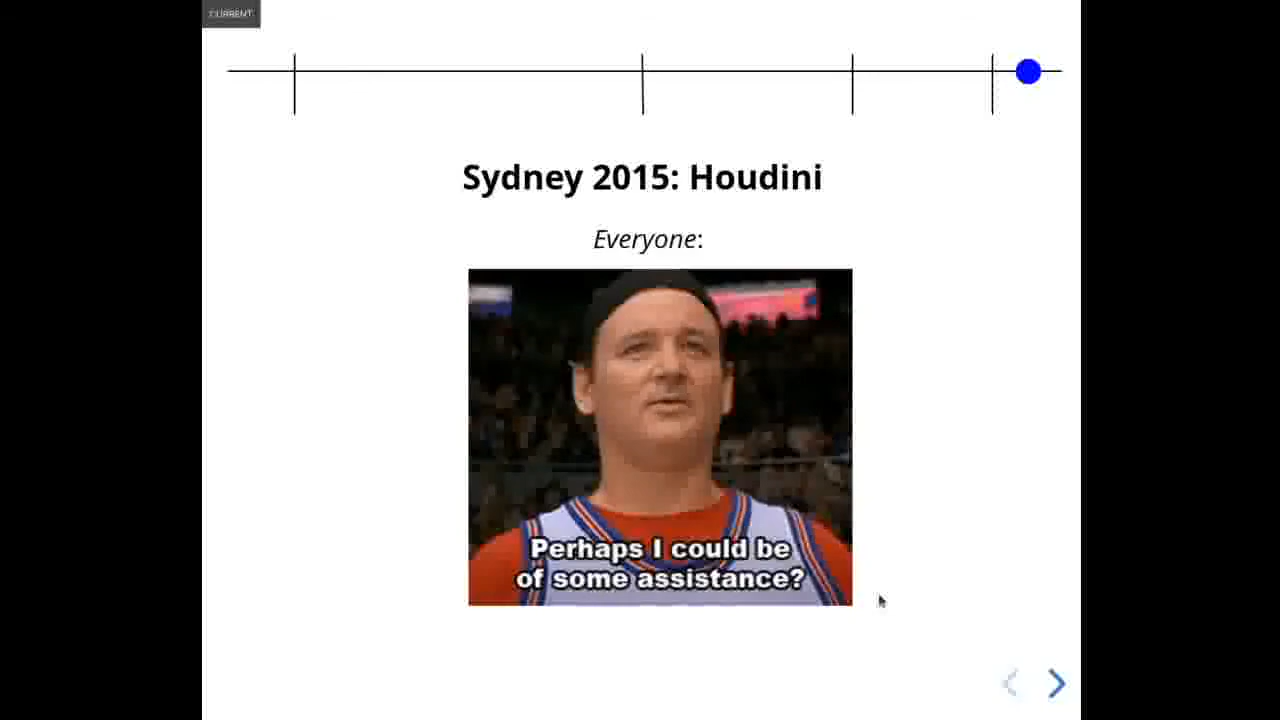 CURRENT
Sydney 2015: Houdini
Everyone:
Perhaps I could be
of some assistance?